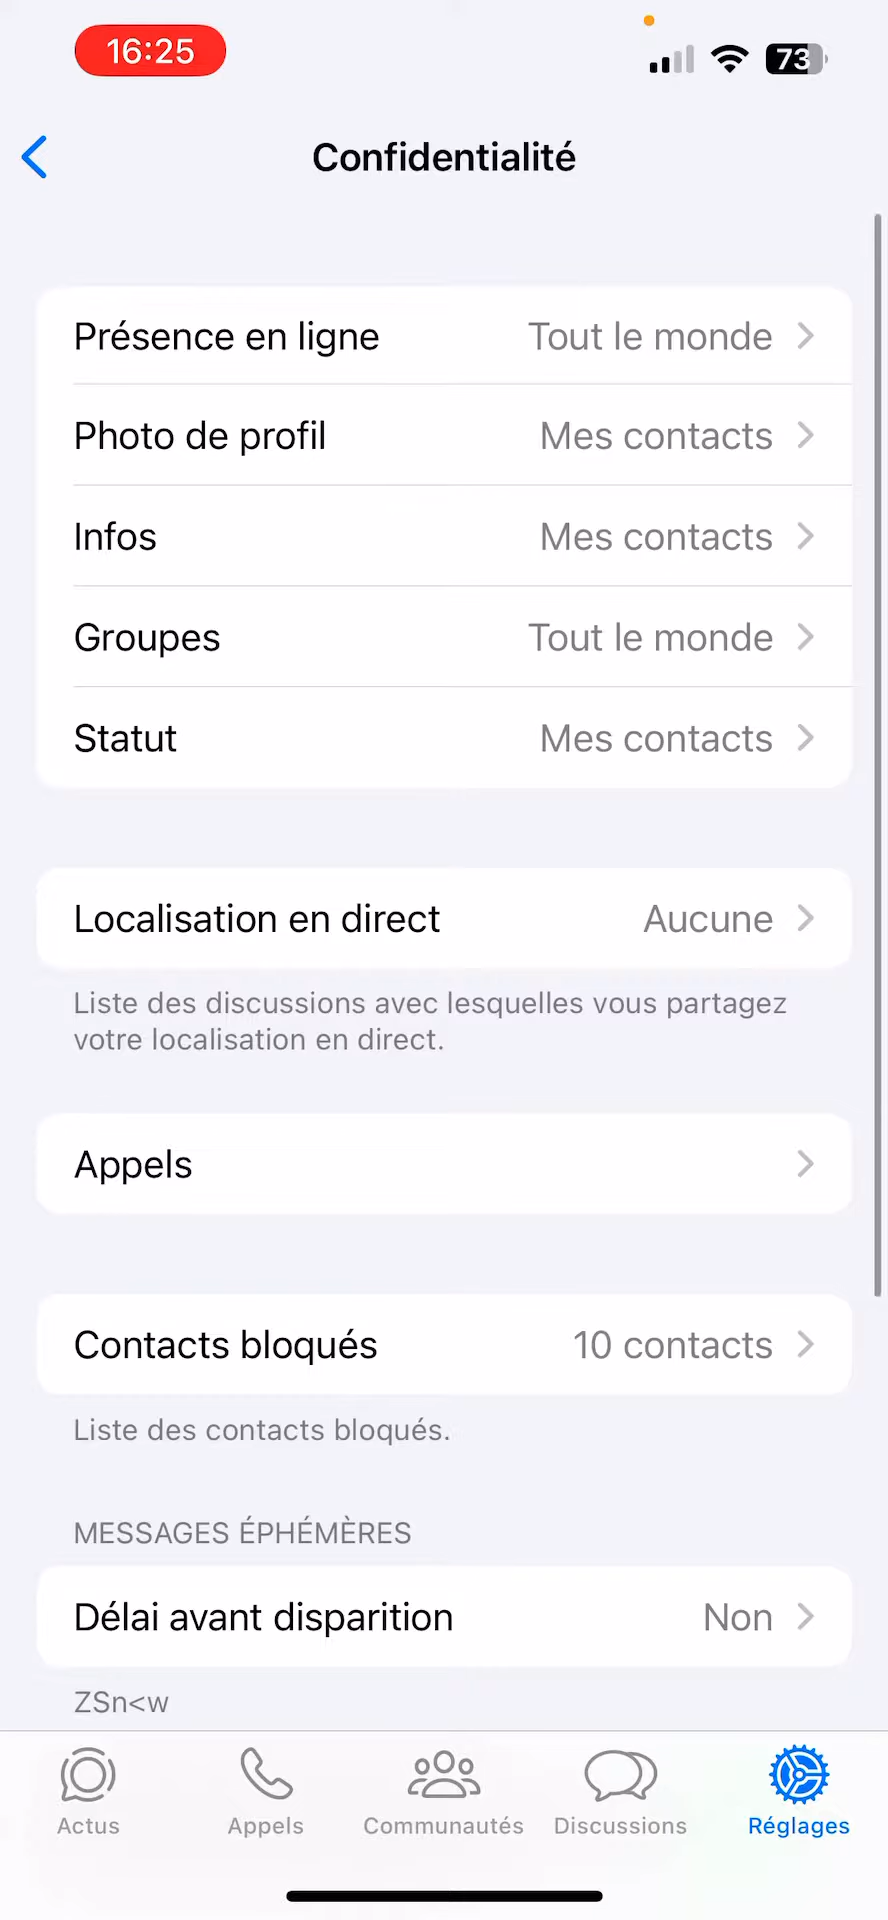 16:25
73
Confidentialité
Présence en ligne Tout le monde
Photo de profil Mes contacts
Infos Mes contacts
Groupes Tout le monde
Statut Mes contacts
Localisation en direct Aucune
Liste des discussions avec lesquelles vous partagez
votre localisation en direct.
Appels
Contacts bloqués 10 contacts
Liste des contacts bloqués.
MESSAGES ÉPHÉMÈRES
Délai avant disparition Non
ZSn<w
Actus Appels Communautés Discussions Réglages